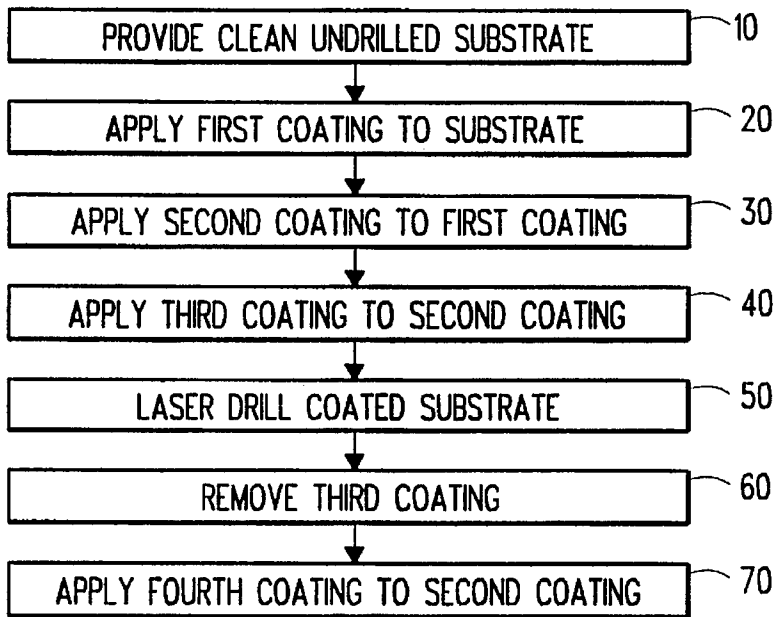 PROVIDE CLEAN UNDRILLED SUBSTRATE 10
APPLY FIRST COATING TO SUBSTRATE 20
APPLY SECOND COATING TO FIRST COATING 30
APPLY THIRD COATING TO SECOND COATING 40
LASER DRILL COATED SUBSTRATE 50
REMOVE THIRD COATING 60
APPLY FOURTH COATING TO SECOND COATING 70